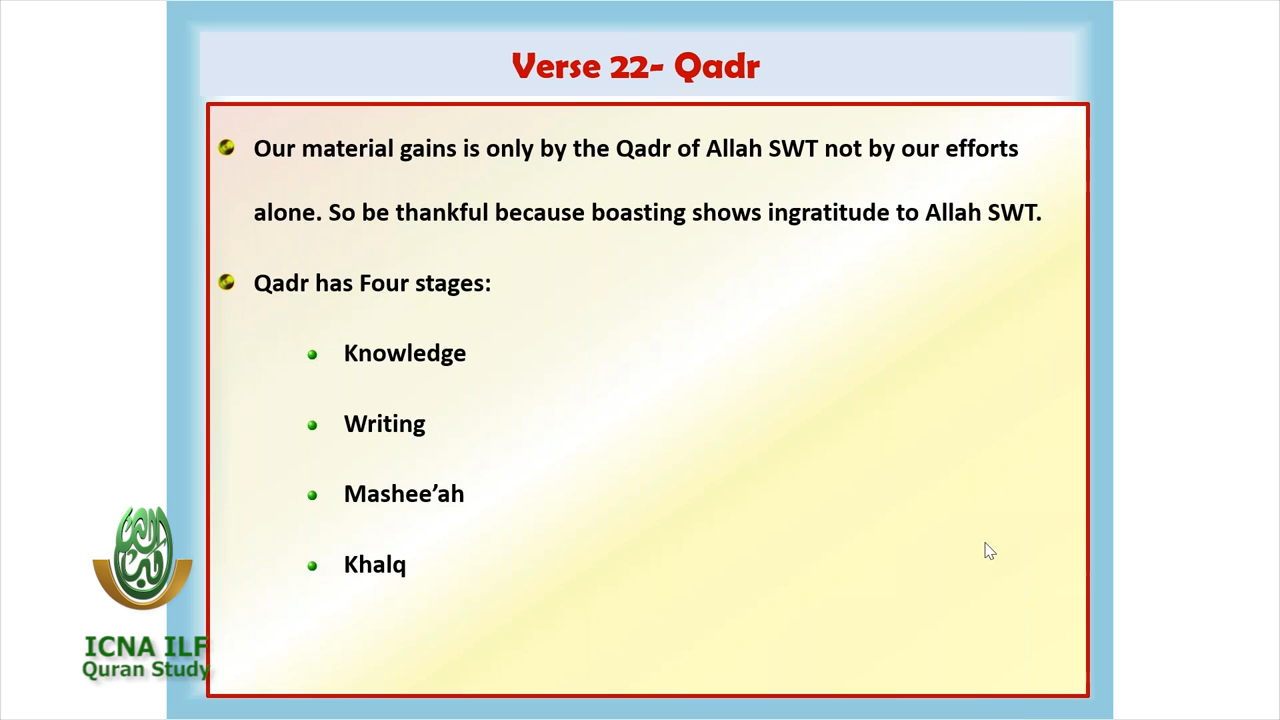 Verse 22- Qadr
Our material gains is only by the Qadr of Allah SWT not by our efforts
alone. So be thankful because boasting shows ingratitude to Allah SWT.
Qadr has Four stages:
Knowledge
Writing
Mashee’ah
Khalq
ICNA ILF
Quran Study